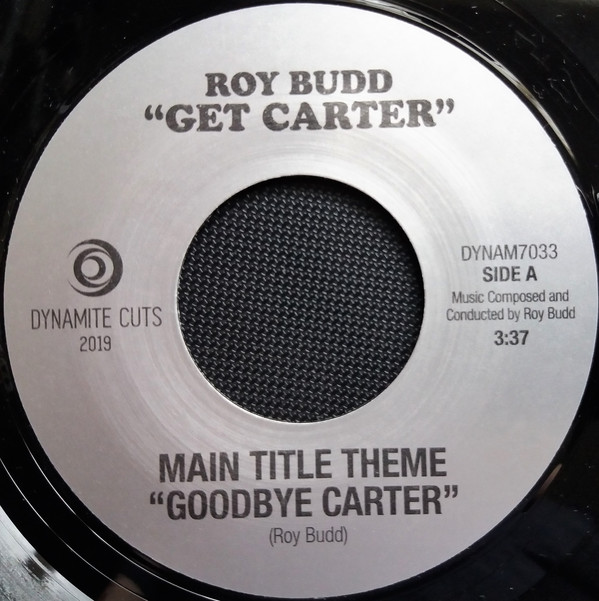 ROY BUDD
“GET CARTER”
DYNAMITE CUTS
2019
DYNAM7033
SIDE A
Music Composed and
Conducted by Roy Budd
3:37
MAIN TITLE THEME
“GOODBYE CARTER”
(Roy Budd)